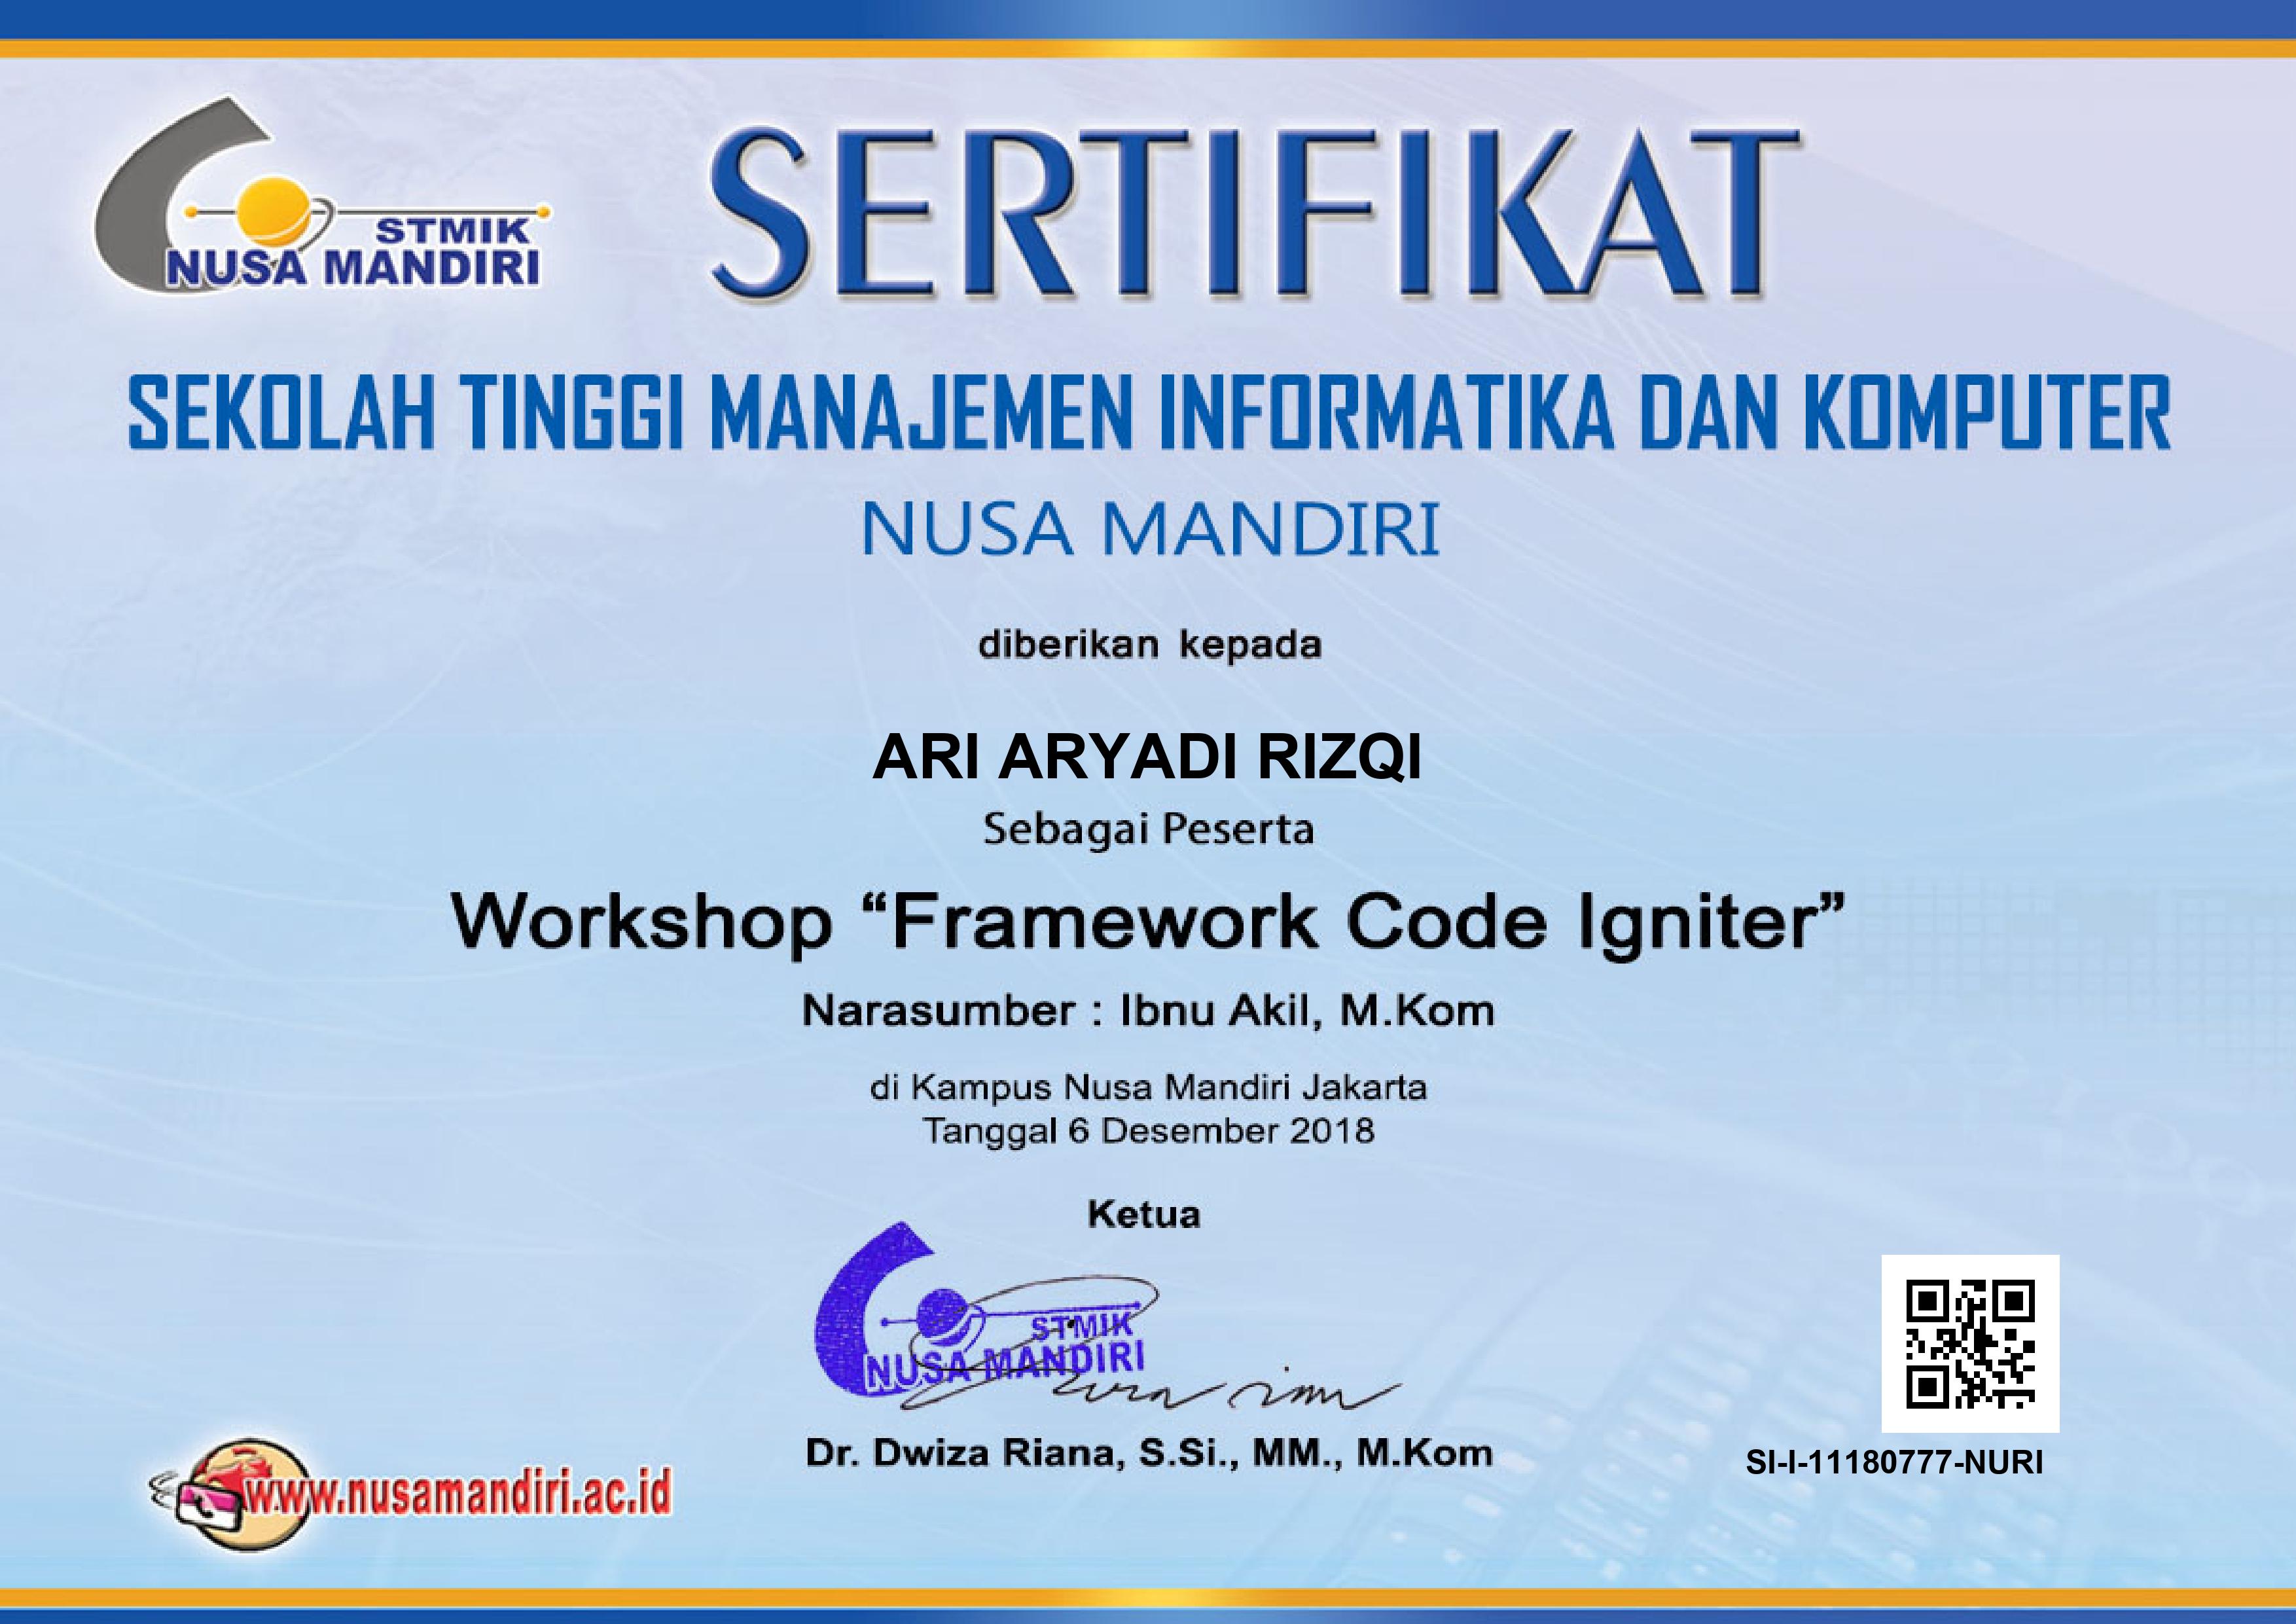 STMIK
NUSA MANDIRI
SERTIFIKAT
SEKOLAH TINGGI MANAJEMEN INFORMATIKA DAN KOMPUTER
NUSA MANDIRI
diberikan kepada
ARI ARYADI RIZQI
Sebagai Peserta
Workshop “Framework Code Igniter”
Narasumber : Ibnu Akil, M.Kom
di Kampus Nusa Mandiri Jakarta
Tanggal 6 Desember 2018
Ketua
STMIK
NUSA MANDIRI
Dr. Dwiza Riana, S.Si., MM., M.Kom
SI-I-11180777-NURI
www.nusamandiri.ac.id